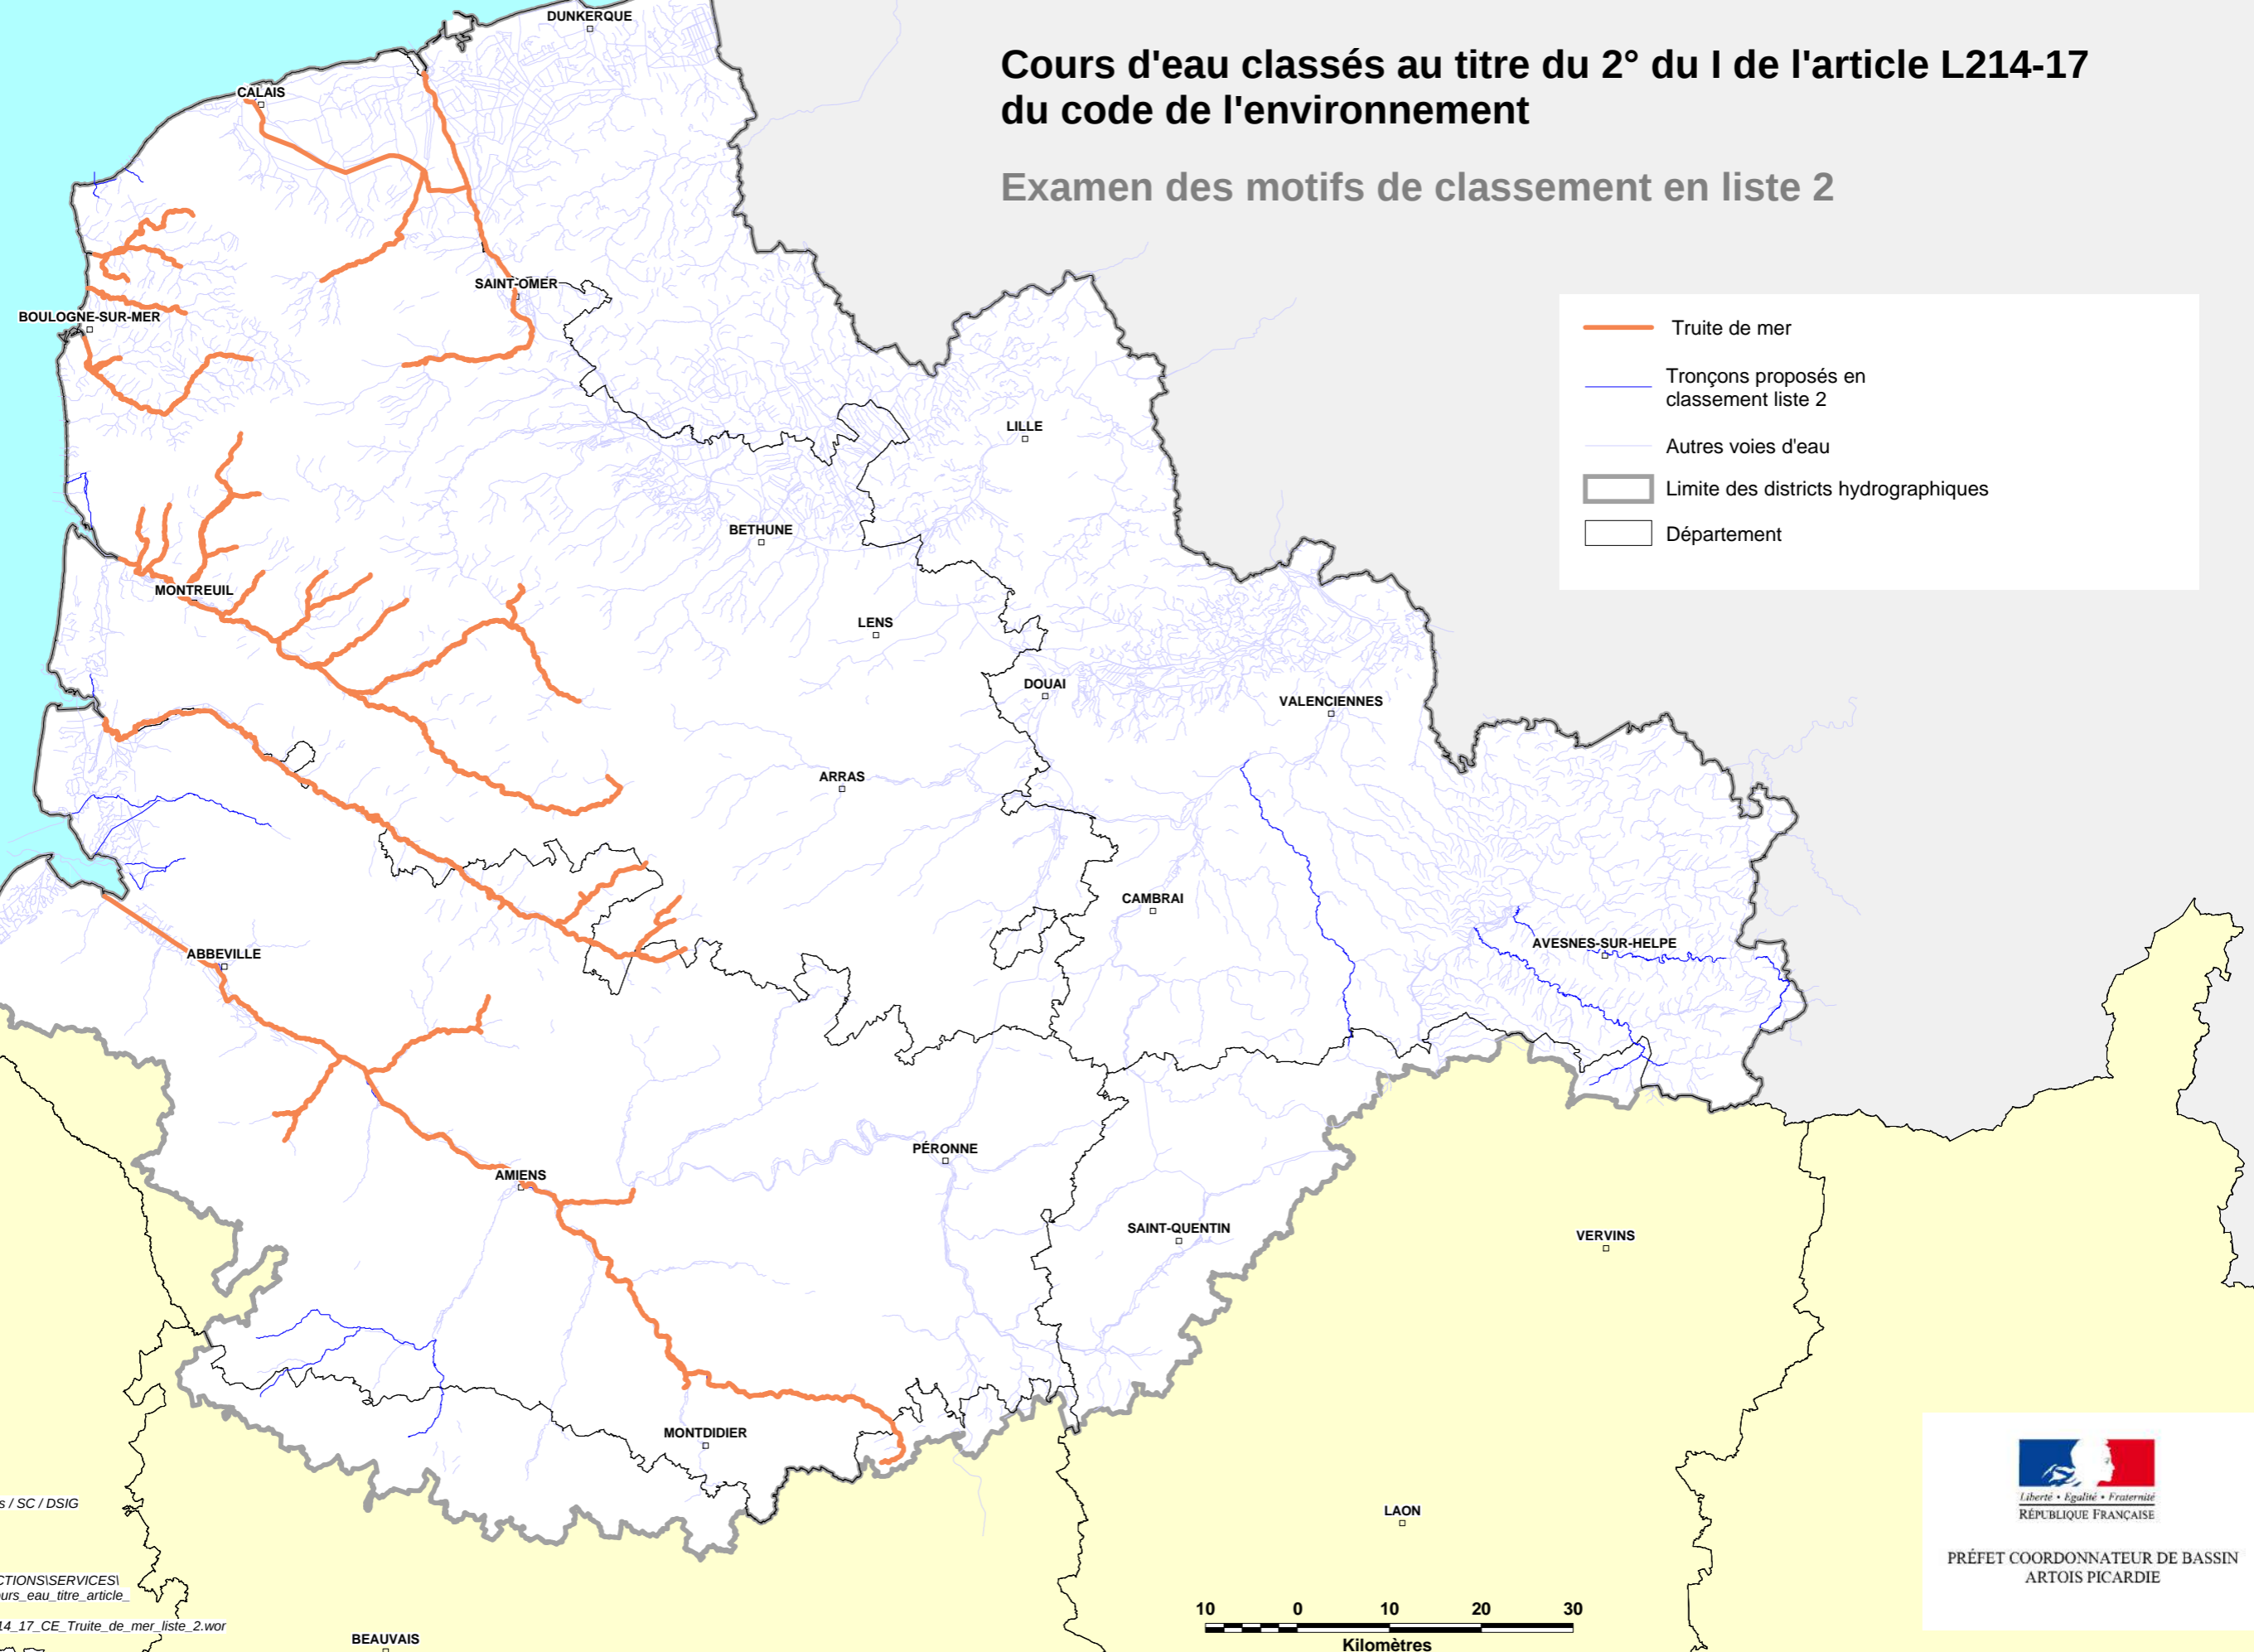 Cours d'eau classés au titre du 2° du I de l'article L214-17
du code de l'environnement
Examen des motifs de classement en liste 2
Truite de mer
Tronçons proposés en
classement liste 2
Autres voies d'eau
Limite des districts hydrographiques
Département
DUNKERQUE
CALAIS
SAINT-OMER
BOULOGNE-SUR-MER
LILLE
BETHUNE
MONTREUIL
LENS
DOUAI
VALENCIENNES
ARRAS
CAMBRAI
AVESNES-SUR-HELPE
ABBEVILLE
PÉRONNE
AMIENS
SAINT-QUENTIN
VERVINS
MONTDIDIER
LAON
BEAUVAIS
s / SC / DSIG
CTIONS\SERVICES\
urs_eau_titre_article_
14_17_CE_Truite_de_mer_liste_2.wor
10 0 10 20 30
Kilomètres
Liberté • Egalité • Fraternité
RÉPUBLIQUE FRANÇAISE
PRÉFET COORDONNATEUR DE BASSIN
ARTOIS PICARDIE